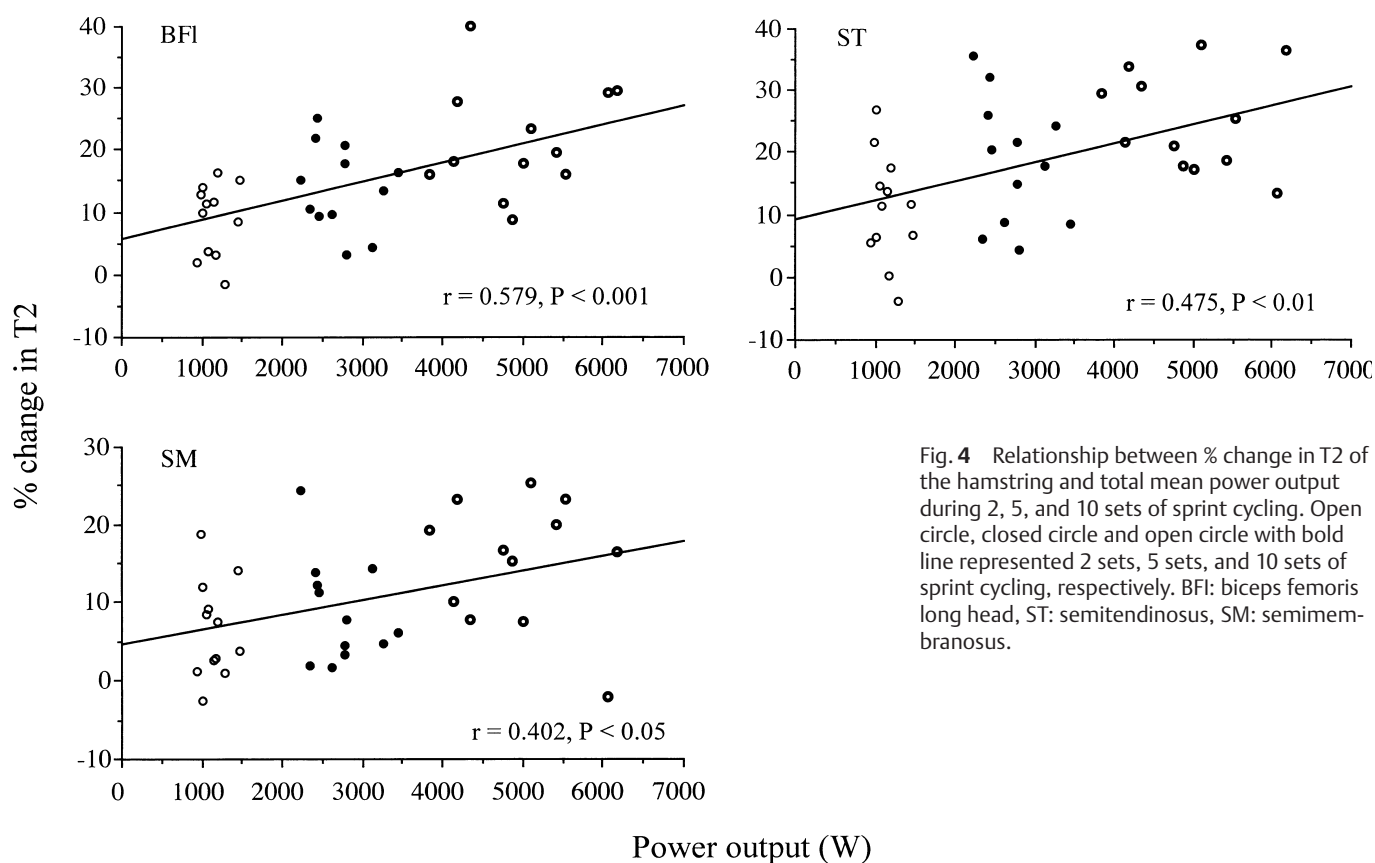 BFl
40
30
20
10
0
-10
r = 0.579, P < 0.001
0 1000 2000 3000 4000 5000 6000 7000
ST
40
30
20
10
0
-10
r = 0.475, P < 0.01
0 1000 2000 3000 4000 5000 6000 7000
% change in T2
SM
30
20
10
0
-10
r = 0.402, P < 0.05
0 1000 2000 3000 4000 5000 6000 7000
Power output (W)
Fig. 4 Relationship between % change in T2 of
the hamstring and total mean power output
during 2, 5, and 10 sets of sprint cycling. Open
circle, closed circle and open circle with bold
line represented 2 sets, 5 sets, and 10 sets of
sprint cycling, respectively. BFl: biceps femoris
long head, ST: semitendinosus, SM: semimem-
branosus.